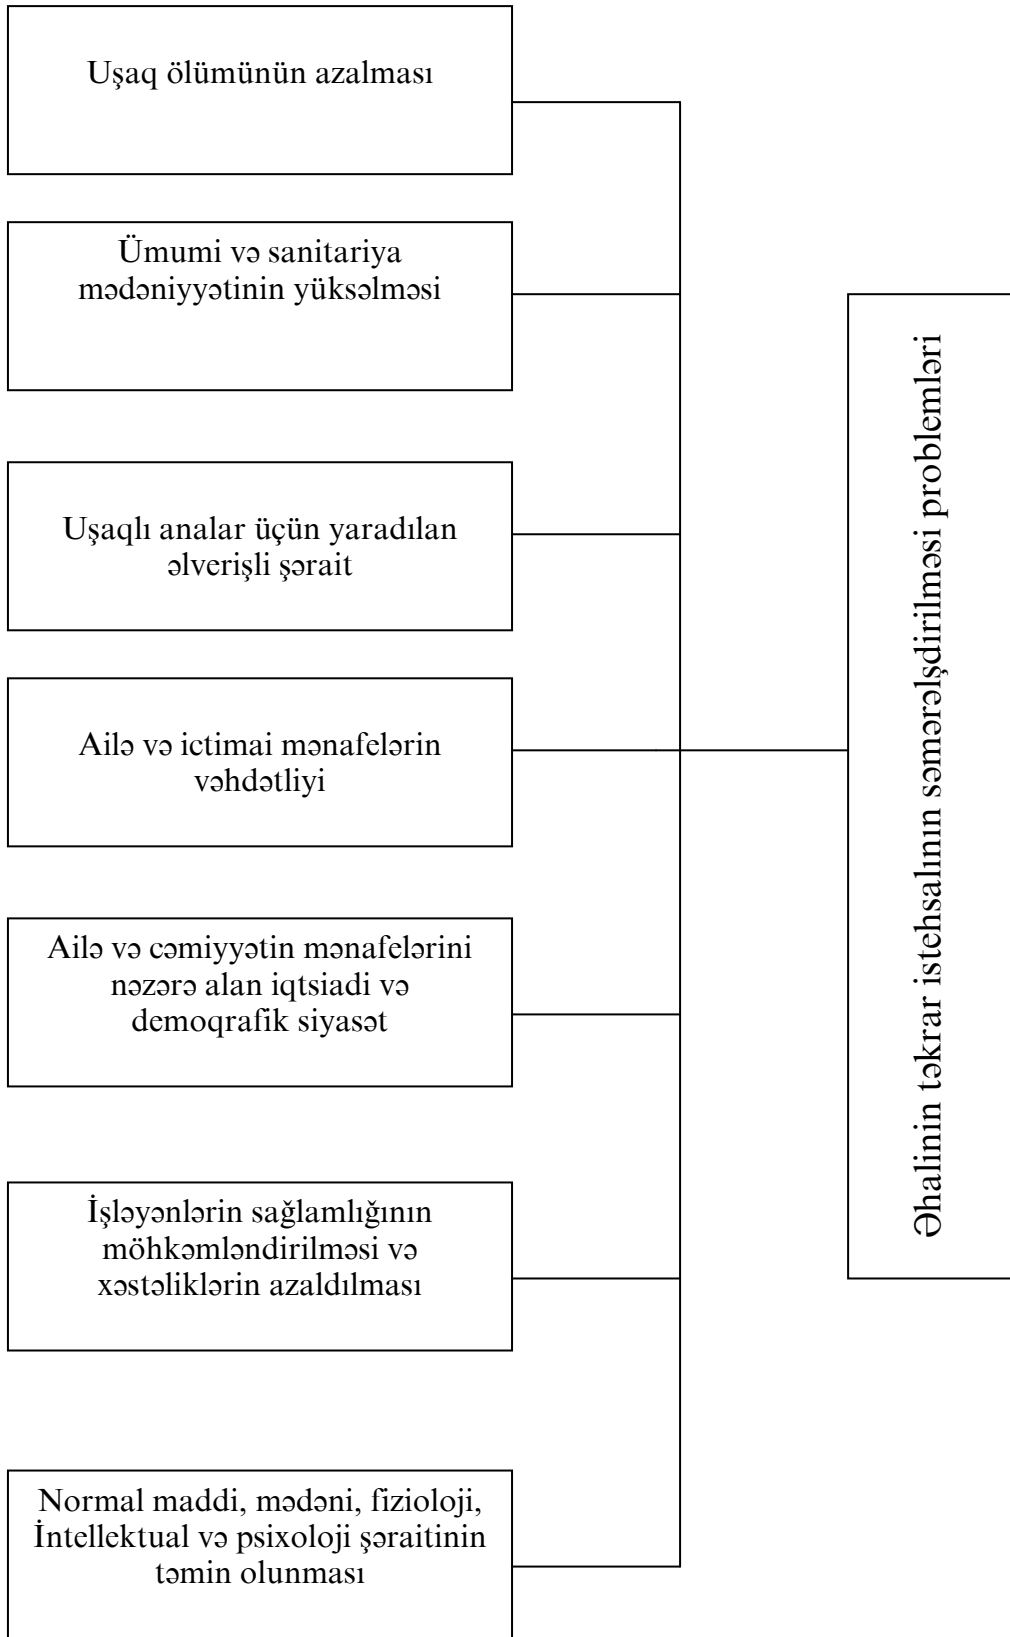 Uşaq ölümünün azalması
Ümumi və sanitariya
mədəniyyətinin yüksəlməsi
Uşaqlı analar üçün yaradılan
əlverişli şərait
Ailə və ictimai mənafelərin
vəhdətliyi
Ailə və cəmiyyətin mənafelərini
nəzərə alan iqtsiadi və
demoqrafik siyasət
İşləyənlərin sağlamlığının
möhkəmləndirilməsi və
xəstəliklərin azaldılması
Normal maddi, mədəni, fizioloji,
İntellektual və psixoloji şəraitinin
təmin olunması
Əhalinin təkrar istehsalının səmərələşdirilməsi problemləri